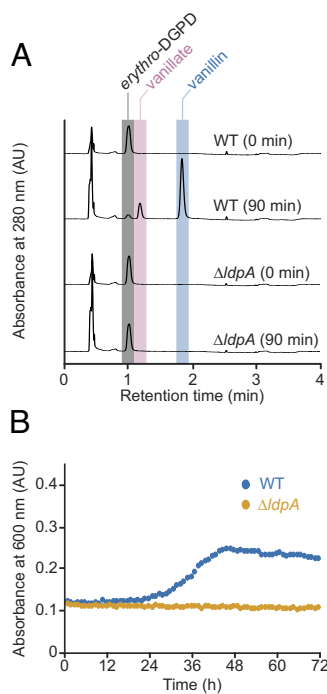 A
erythro-DGPD
vanillate
vanillin
Absorbance at 280 nm (AU)
WT (0 min)
WT (90 min)
ΔldpA (0 min)
ΔldpA (90 min)
0 1 2 3 4
Retention time (min)
B
Absorbance at 600 nm (AU)
0.4
0.3
0.2
0.1
0
WT
ΔldpA
0 12 24 36 48 60 72
Time (h)